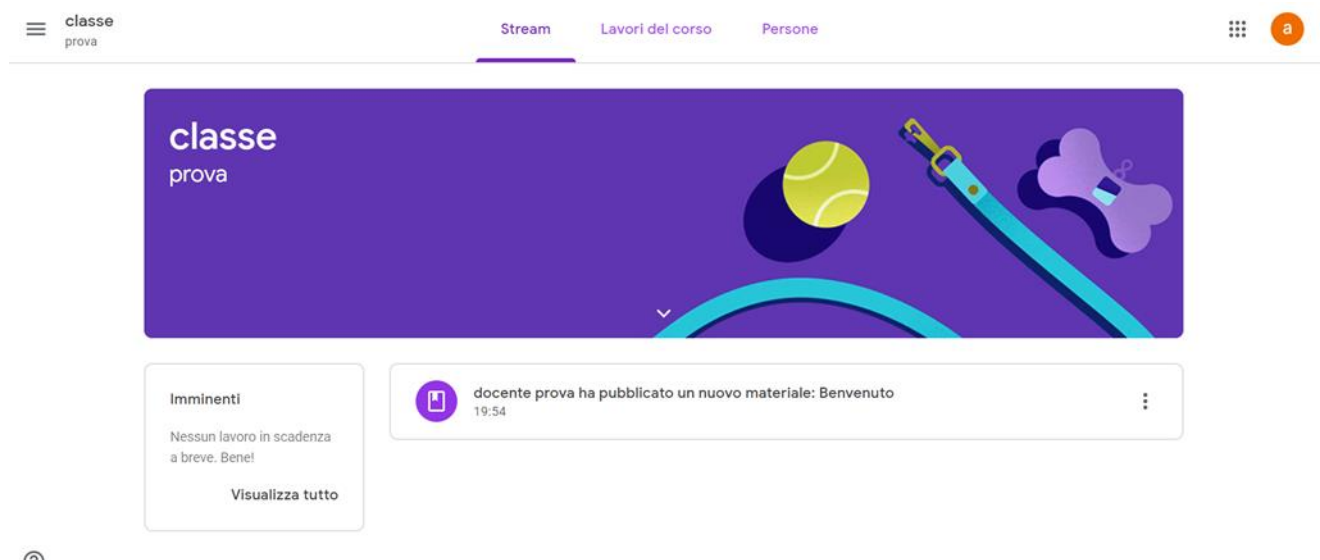 classe
prova
Stream
Lavori del corso
Persone
a
classe
prova
Imminenti
Nessun lavoro in scadenza
a breve. Bene!
Visualizza tutto
docente prova ha pubblicato un nuovo materiale: Benvenuto
19:54